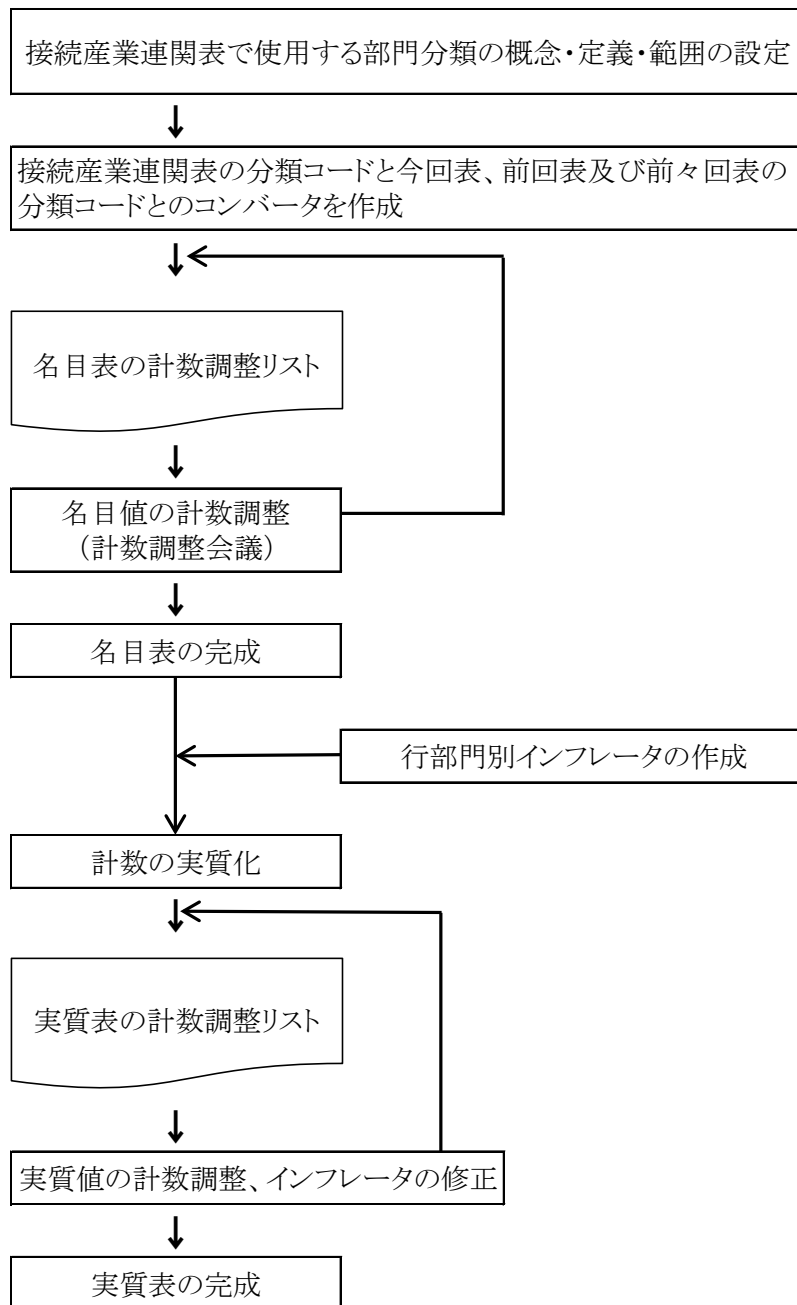 接続産業連関表で使用する部門分類の概念・定義・範囲の設定
接続産業連関表の分類コードと今回表、前回表及び前々回表の
分類コードとのコンバータを作成
名目表の計数調整リスト
名目値の計数調整
（計数調整会議）
名目表の完成
行部門別インフレータの作成
計数の実質化
実質表の計数調整リスト
実質値の計数調整、インフレータの修正
実質表の完成